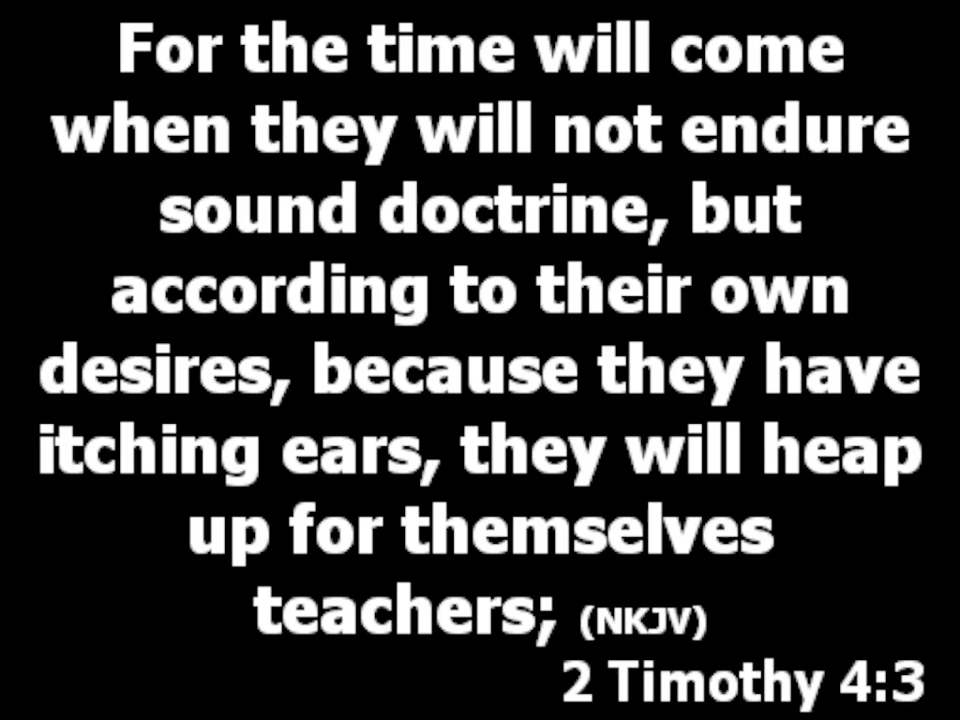 For the time will come
when they will not endure
sound doctrine, but
according to their own
desires, because they have
itching ears, they will heap
up for themselves
teachers; (NKJV)
2 Timothy 4:3